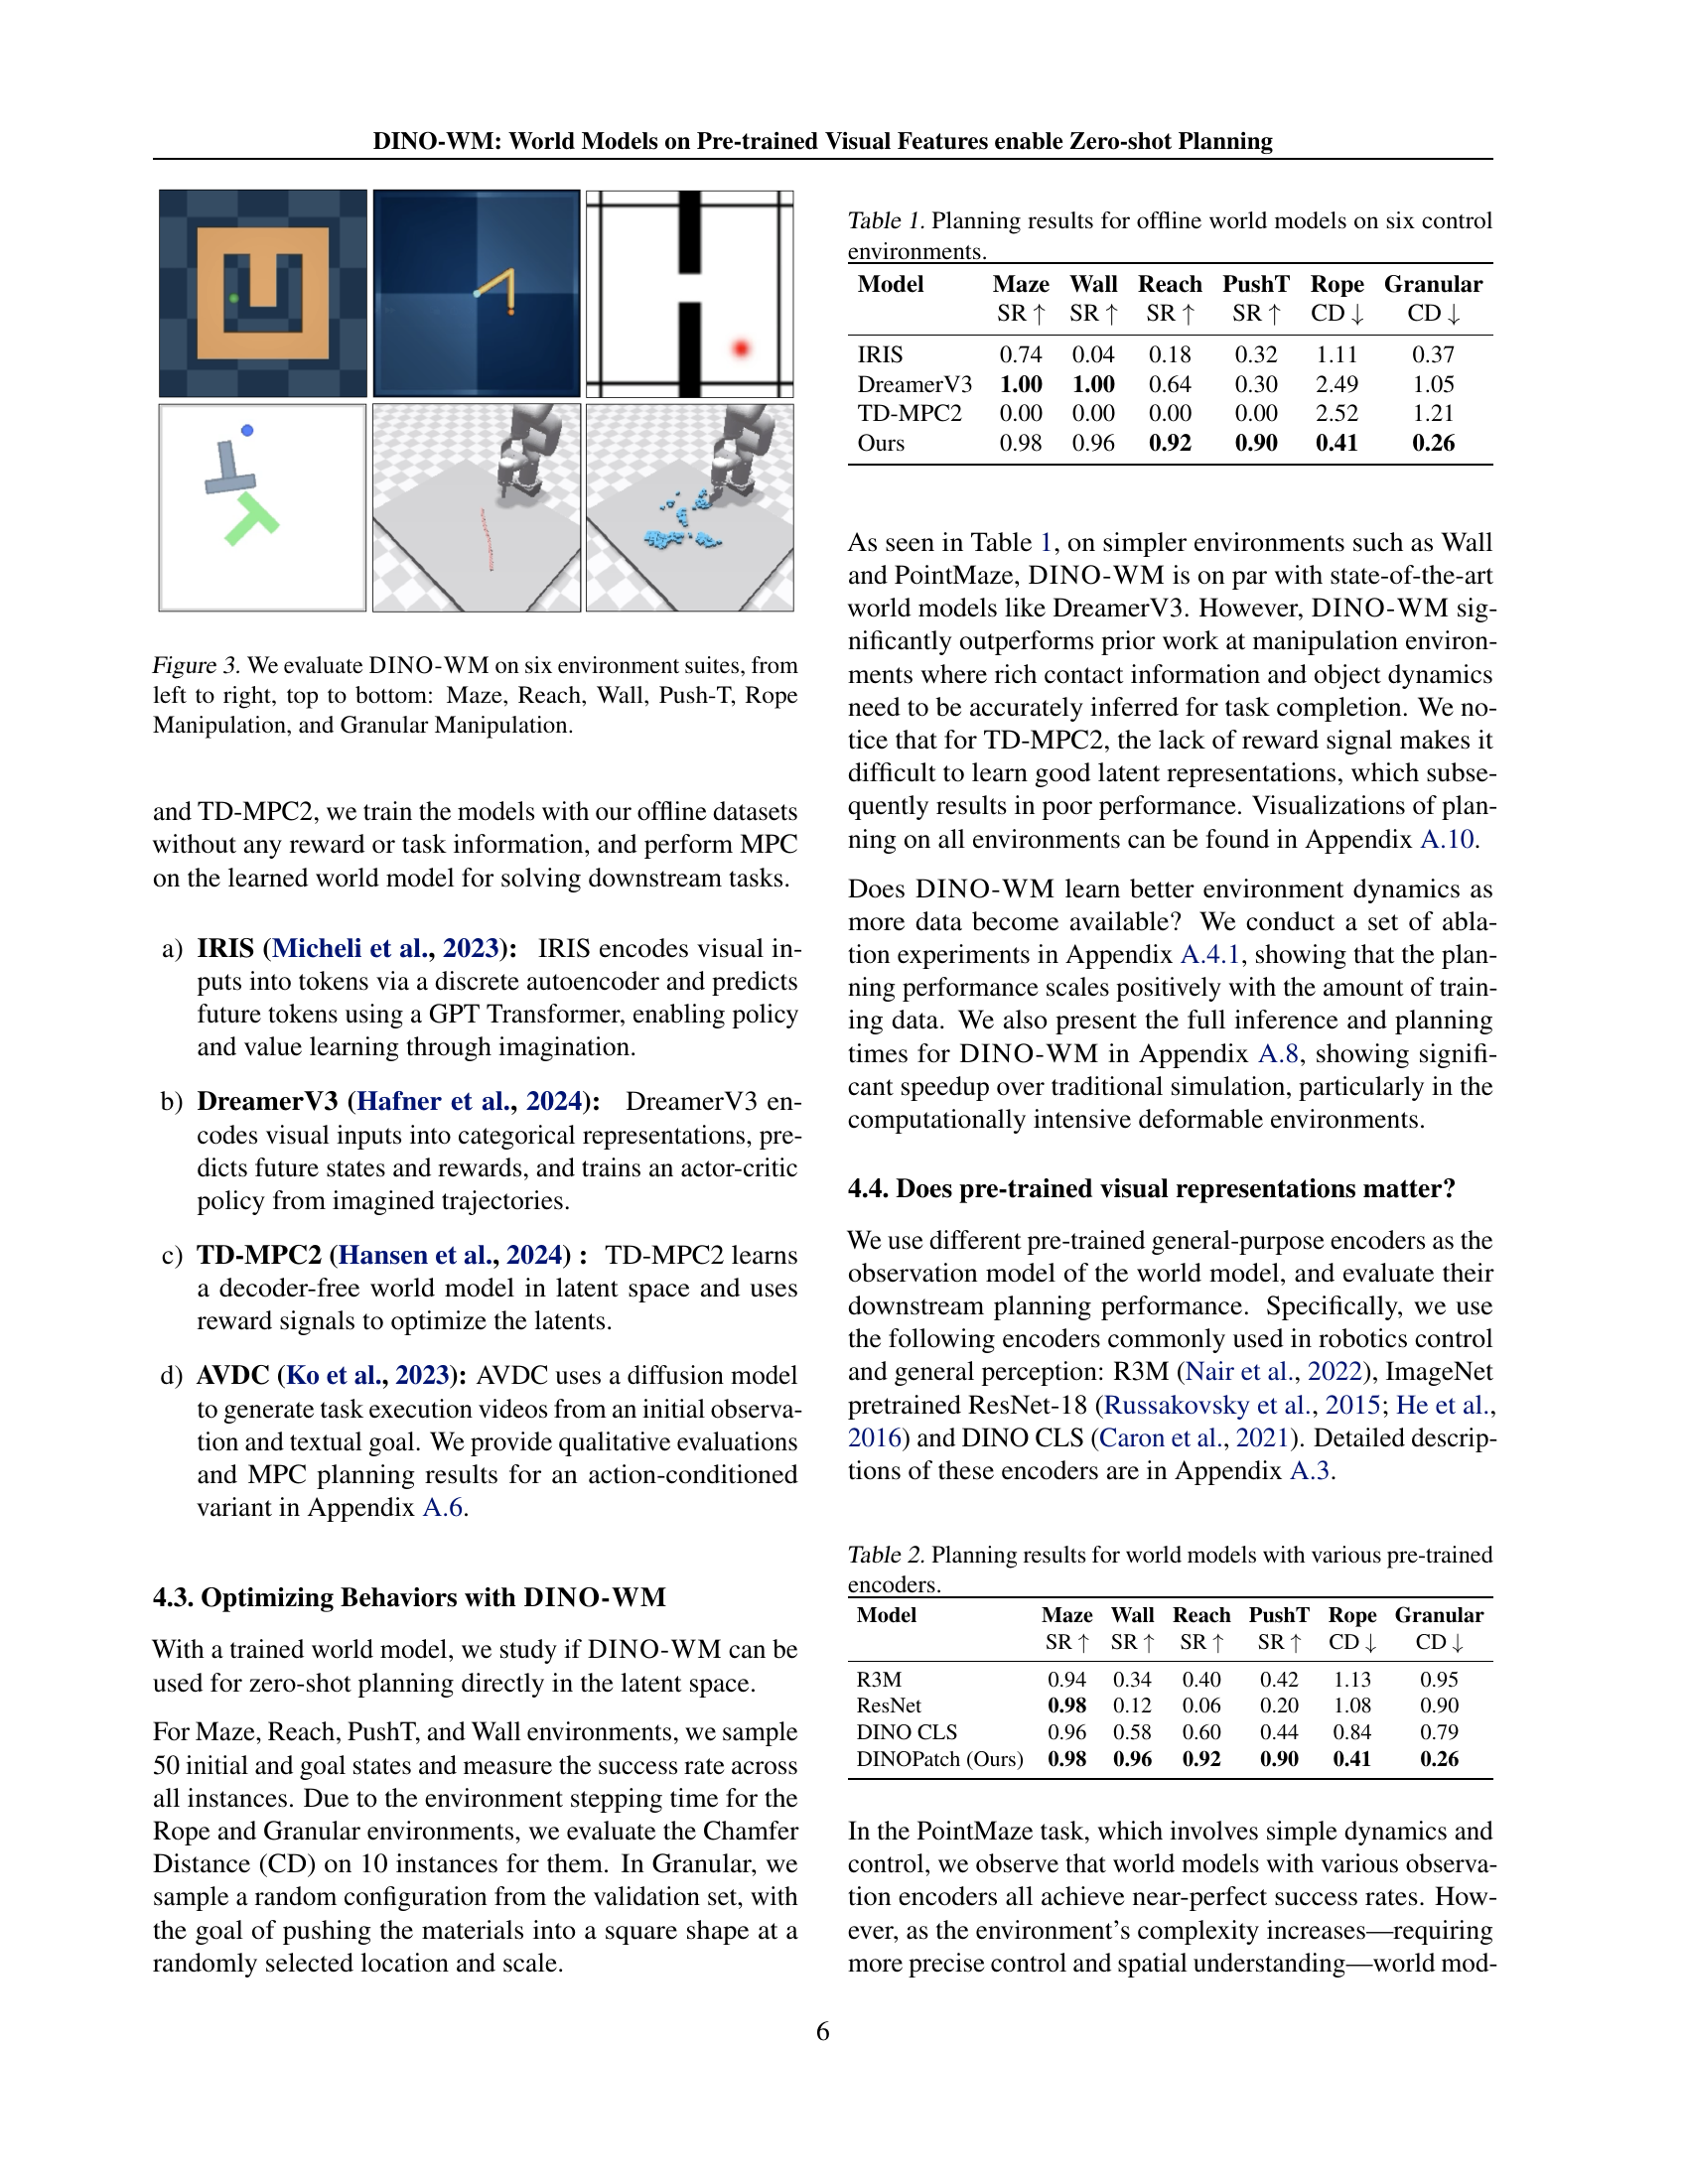 DINO-WM: World Models on Pre-trained Visual Features enable Zero-shot Planning
Figure 3. We evaluate DINO-WM on six environment suites, from
left to right, top to bottom: Maze, Reach, Wall, Push-T, Rope
Manipulation, and Granular Manipulation.
and TD-MPC2, we train the models with our offline datasets
without any reward or task information, and perform MPC
on the learned world model for solving downstream tasks.
a) IRIS (Micheli et al., 2023): IRIS encodes visual in-
puts into tokens via a discrete autoencoder and predicts
future tokens using a GPT Transformer, enabling policy
and value learning through imagination.
b) DreamerV3 (Hafner et al., 2024): DreamerV3 en-
codes visual inputs into categorical representations, pre-
dicts future states and rewards, and trains an actor-critic
policy from imagined trajectories.
c) TD-MPC2 (Hansen et al., 2024) : TD-MPC2 learns
a decoder-free world model in latent space and uses
reward signals to optimize the latents.
d) AVDC (Ko et al., 2023): AVDC uses a diffusion model
to generate task execution videos from an initial observa-
tion and textual goal. We provide qualitative evaluations
and MPC planning results for an action-conditioned
variant in Appendix A.6.
4.3. Optimizing Behaviors with DINO-WM
With a trained world model, we study if DINO-WM can be
used for zero-shot planning directly in the latent space.
For Maze, Reach, PushT, and Wall environments, we sample
50 initial and goal states and measure the success rate across
all instances. Due to the environment stepping time for the
Rope and Granular environments, we evaluate the Chamfer
Distance (CD) on 10 instances for them. In Granular, we
sample a random configuration from the validation set, with
the goal of pushing the materials into a square shape at a
randomly selected location and scale.
Table 1. Planning results for offline world models on six control
environments.
Model Maze Wall Reach PushT Rope Granular
SR ↑ SR ↑ SR ↑ SR ↑ CD ↓ CD ↓
IRIS 0.74 0.04 0.18 0.32 1.11 0.37
DreamerV3 1.00 1.00 0.64 0.30 2.49 1.05
TD-MPC2 0.00 0.00 0.00 0.00 2.52 1.21
Ours 0.98 0.96 0.92 0.90 0.41 0.26
As seen in Table 1, on simpler environments such as Wall
and PointMaze, DINO-WM is on par with state-of-the-art
world models like DreamerV3. However, DINO-WM sig-
nificantly outperforms prior work at manipulation environ-
ments where rich contact information and object dynamics
need to be accurately inferred for task completion. We no-
tice that for TD-MPC2, the lack of reward signal makes it
difficult to learn good latent representations, which subse-
quently results in poor performance. Visualizations of plan-
ning on all environments can be found in Appendix A.10.
Does DINO-WM learn better environment dynamics as
more data become available? We conduct a set of abla-
tion experiments in Appendix A.4.1, showing that the plan-
ning performance scales positively with the amount of train-
ing data. We also present the full inference and planning
times for DINO-WM in Appendix A.8, showing signifi-
cant speedup over traditional simulation, particularly in the
computationally intensive deformable environments.
4.4. Does pre-trained visual representations matter?
We use different pre-trained general-purpose encoders as the
observation model of the world model, and evaluate their
downstream planning performance. Specifically, we use
the following encoders commonly used in robotics control
and general perception: R3M (Nair et al., 2022), ImageNet
pretrained ResNet-18 (Russakovsky et al., 2015; He et al.,
2016) and DINO CLS (Caron et al., 2021). Detailed descrip-
tions of these encoders are in Appendix A.3.
Table 2. Planning results for world models with various pre-trained
encoders.
Model Maze Wall Reach PushT Rope Granular
SR ↑ SR ↑ SR ↑ SR ↑ CD ↓ CD ↓
R3M 0.94 0.34 0.40 0.42 1.13 0.95
ResNet 0.98 0.12 0.06 0.20 1.08 0.90
DINO CLS 0.96 0.58 0.60 0.44 0.84 0.79
DINOPatch (Ours) 0.98 0.96 0.92 0.90 0.41 0.26
In the PointMaze task, which involves simple dynamics and
control, we observe that world models with various observa-
tion encoders all achieve near-perfect success rates. How-
ever, as the environment's complexity increases—requiring
more precise control and spatial understanding—world mod-
6